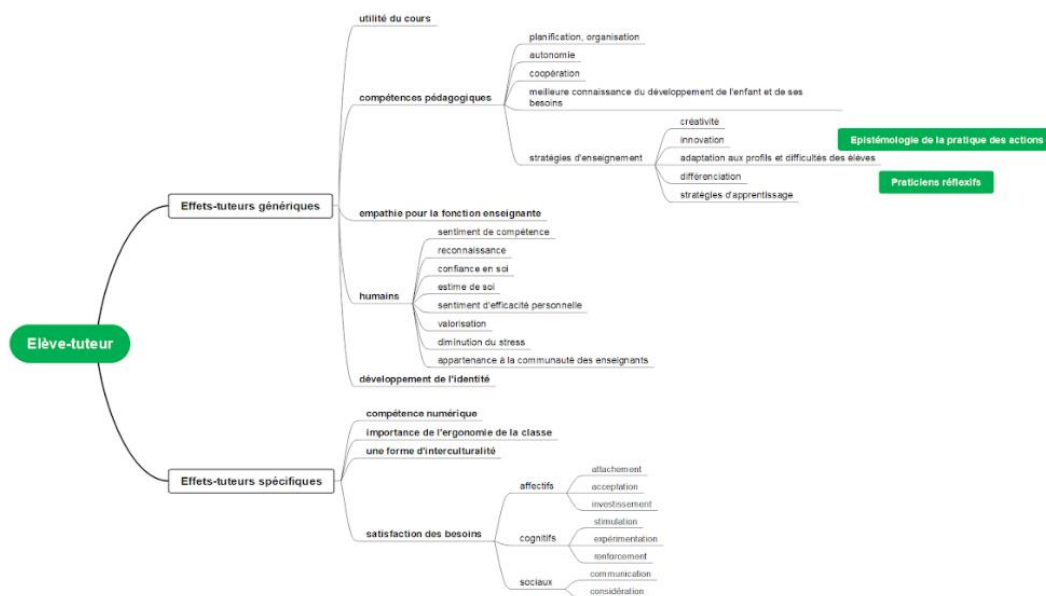 utilité du cours
planification, organisation
autonomie
coopération
compétences pédagogiques
meilleure connaissance du développement de l'enfant et de ses
besoins
créativité
innovation
Epistémologie de la pratique des actions
stratégies d'enseignement
adaptation aux profils et difficultés des élèves
différenciation
Praticiens réflexifs
stratégies d'apprentissage
Effets-tuteurs génériques
empathie pour la fonction enseignante
sentiment de compétence
reconnaissance
confiance en soi
estime de soi
humains
sentiment d'efficacité personnelle
valorisation
diminution du stress
appartenance à la communauté des enseignants
développement de l'identité
Elève-tuteur
compétence numérique
importance de l'ergonomie de la classe
une forme d'interculturalité
Effets-tuteurs spécifiques
attachement
affectifs
acceptation
investissement
satisfaction des besoins
stimulation
cognitifs
expérimentation
renforcement
communication
sociaux
considération